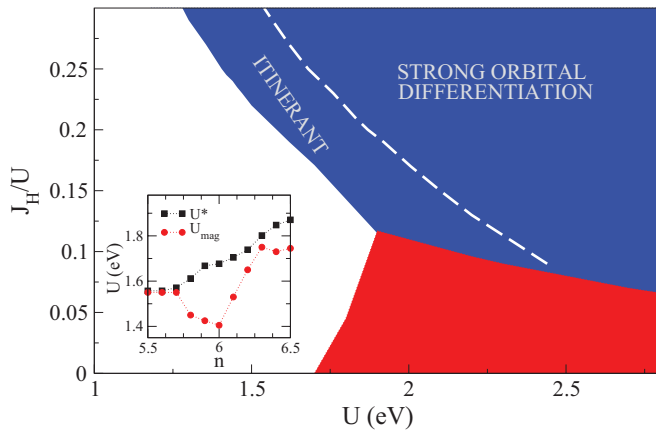 0.25
0.2
0.15
0.1
0.05
0
J_H/U
1
1.5
2
2.5
U (eV)
ITINERANT
STRONG ORBITAL
DIFFERENTIATION
U*
U_mag
1.8
1.6
1.4
U (eV)
5.5
6
6.5
n